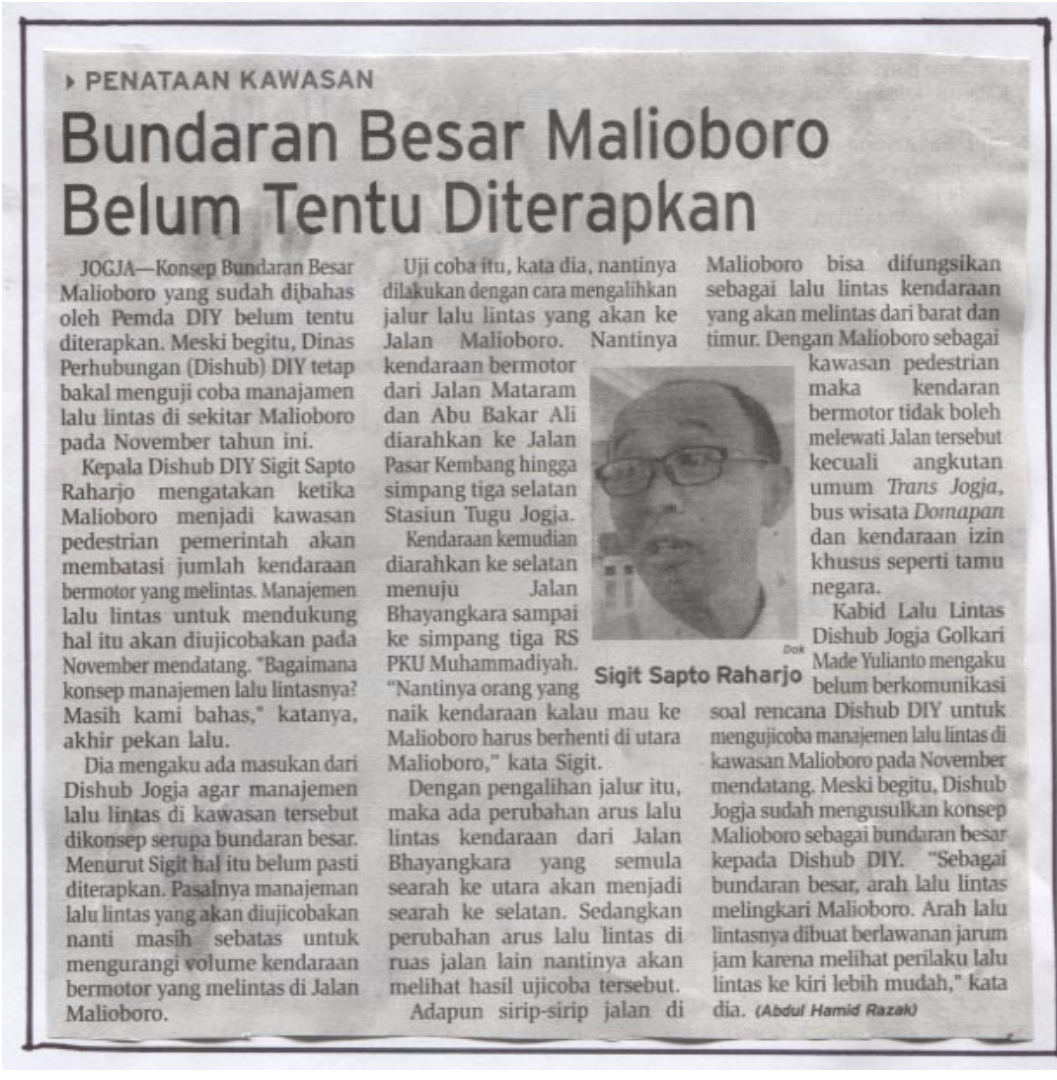 PENATAAN KAWASAN
Bundaran Besar Malioboro
Belum Tentu Diterapkan
JOGJA—Konsep Bundaran Besar
Malioboro yang sudah dibahas
oleh Pemda DIY belum tentu
diterapkan. Meski begitu, Dinas
Perhubungan (Dishub) DIY tetap
bakal menguji coba manajamen
lalu lintas di sekitar Malioboro
pada November tahun ini.
Kepala Dishub DIY Sigit Sapto
Raharjo mengatakan ketika
Malioboro menjadi kawasan
pedestrian pemerintah akan
membatasi jumlah kendaraan
bermotor yang melintas. Manajemen
lalu lintas untuk mendukung
hal itu akan diujicobakan pada
November mendatang. "Bagaimana
konsep manajemen lalu lintasnya?
Masih kami bahas," katanya,
akhir pekan lalu.
Dia mengaku ada masukan dari
Dishub Jogja agar manajemen
lalu lintas di kawasan tersebut
dikonsep serupa bundaran besar.
Menurut Sigit hal itu belum pasti
diterapkan. Pasalnya manajeman
lalu lintas yang akan diujicobakan
nanti masih sebatas untuk
mengurangi volume kendaraan
bermotor yang melintas di Jalan
Malioboro.
Uji coba itu, kata dia, nantinya
dilakukan dengan cara mengalihkan
jalur lalu lintas yang akan ke
Jalan Malioboro. Nantinya
kendaraan bermotor
dari Jalan Mataram
dan Abu Bakar Ali
diarahkan ke Jalan
Pasar Kembang hingga
simpang tiga selatan
Stasiun Tugu Jogja.
Kendaraan kemudian
diarahkan ke selatan
menuju Jalan
Bhayangkara sampai
ke simpang tiga RS
PKU Muhammadiyah.
"Nantinya orang yang
naik kendaraan kalau mau ke
Malioboro harus berhenti di utara
Malioboro," kata Sigit.
Dengan pengalihan jalur itu,
maka ada perubahan arus lalu
lintas kendaraan dari Jalan
Bhayangkara yang semula
searah ke utara akan menjadi
searah ke selatan. Sedangkan
perubahan arus lalu lintas di
ruas jalan lain nantinya akan
melihat hasil ujicoba tersebut.
Adapun sirip-sirip jalan di
Dok
Sigit Sapto Raharjo
Malioboro bisa difungsikan
sebagai lalu lintas kendaraan
yang akan melintas dari barat dan
timur. Dengan Malioboro sebagai
kawasan pedestrian
maka kendaran
bermotor tidak boleh
melewati Jalan tersebut
kecuali angkutan
umum Trans Jogja,
bus wisata Domapan
dan kendaraan izin
khusus seperti tamu
negara.
Kabid Lalu Lintas
Dishub Jogja Golkari
Made Yulianto mengaku
belum berkomunikasi
soal rencana Dishub DIY untuk
mengujicoba manajemen lalu lintas di
kawasan Malioboro pada November
mendatang. Meski begitu, Dishub
Jogja sudah mengusulkan konsep
Malioboro sebagai bundaran besar
kepada Dishub DIY. "Sebagai
bundaran besar, arah lalu lintas
melingkari Malioboro. Arah lalu
lintasnya dibuat berlawanan jarum
jam karena melihat perilaku lalu
lintas ke kiri lebih mudah," kata
dia. (Abdul Hamid Razak)